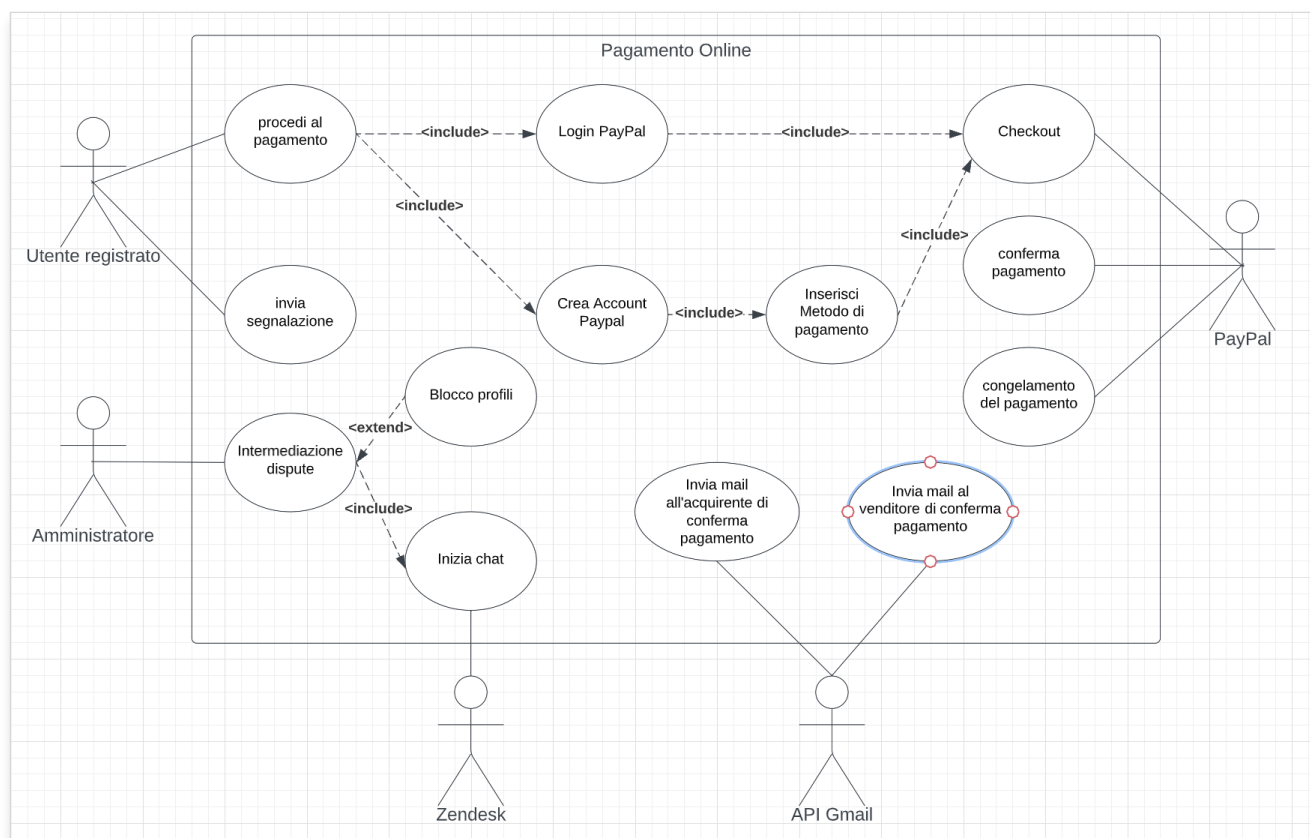 Pagamento Online
procedi al
pagamento
<include>
Login PayPal
<include>
Checkout
<include>
<include>
Utente registrato
conferma
pagamento
invia
segnalazione
Crea Account
Paypal
<include>
Inserisci
Metodo di
pagamento
PayPal
Blocco profili
congelamento
del pagamento
<extend>
Intermediazione
dispute
Amministratore
<include>
Inizia chat
Invia mail
all'acquirente di
conferma
pagamento
Invia mail al
venditore di conferma
pagamento
Zendesk
API Gmail